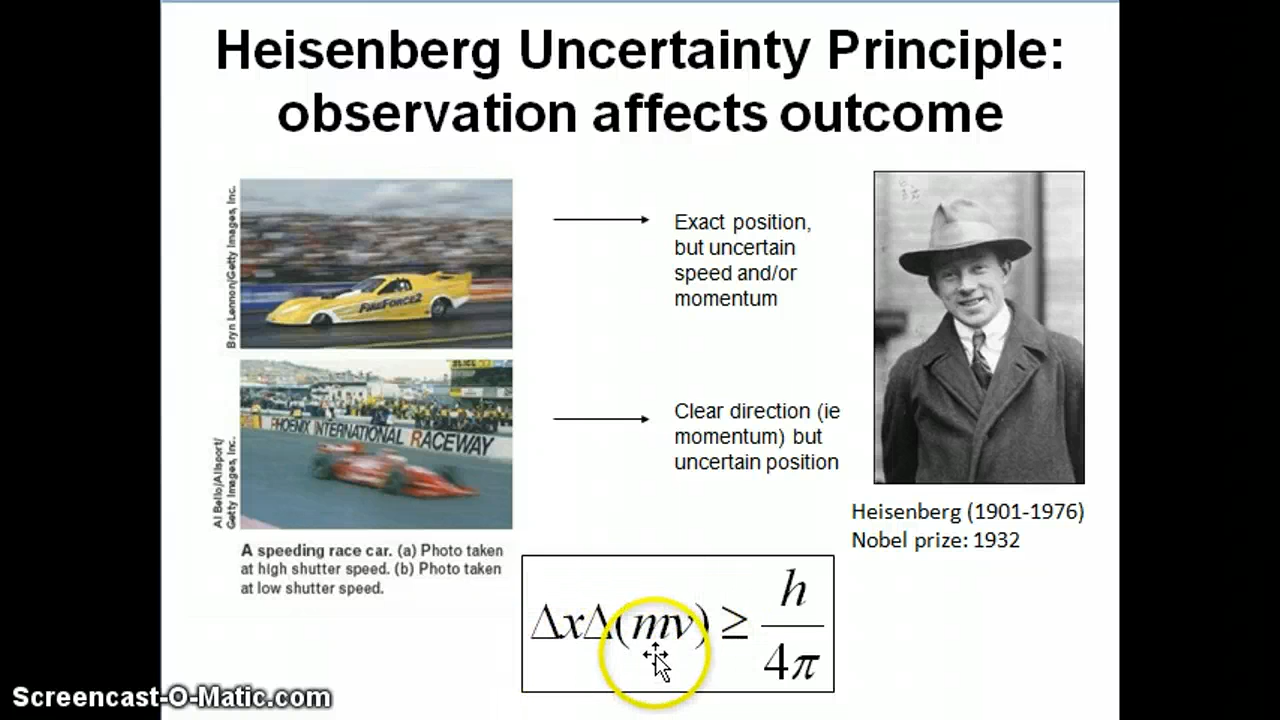 Heisenberg Uncertainty Principle:
observation affects outcome
Bryn Lennon/Getty Images, Inc.
FIREFORCE2
Exact position,
but uncertain
speed and/or
momentum
Al Bello/Allsport/
Getty Images, Inc.
PHOENIX INTERNATIONAL RACEWAY
Clear direction (ie
momentum) but
uncertain position
Heisenberg (1901-1976)
Nobel prize: 1932
A speeding race car. (a) Photo taken
at high shutter speed. (b) Photo taken
at low shutter speed.
ΔxΔ(mv) ≥ h/4π
Screencast-O-Matic.com